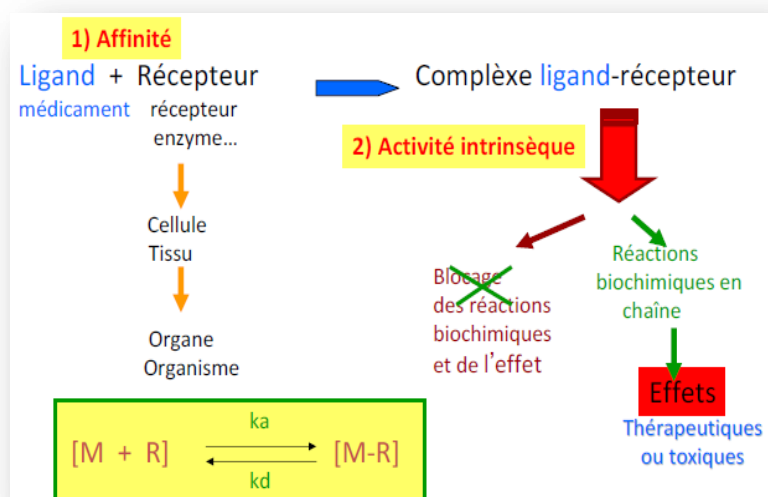 1) Affinité
Ligand + Récepteur
Complèxe ligand-récepteur
médicament récepteur
enzyme...
2) Activité intrinsèque
Cellule
Tissu
Organe
Organisme
Blocage
des réactions
biochimiques
et de l'effet
Réactions
biochimiques en
chaîne
Effets
Thérapeutiques
ou toxiques
ka
[M + R] [M-R]
kd